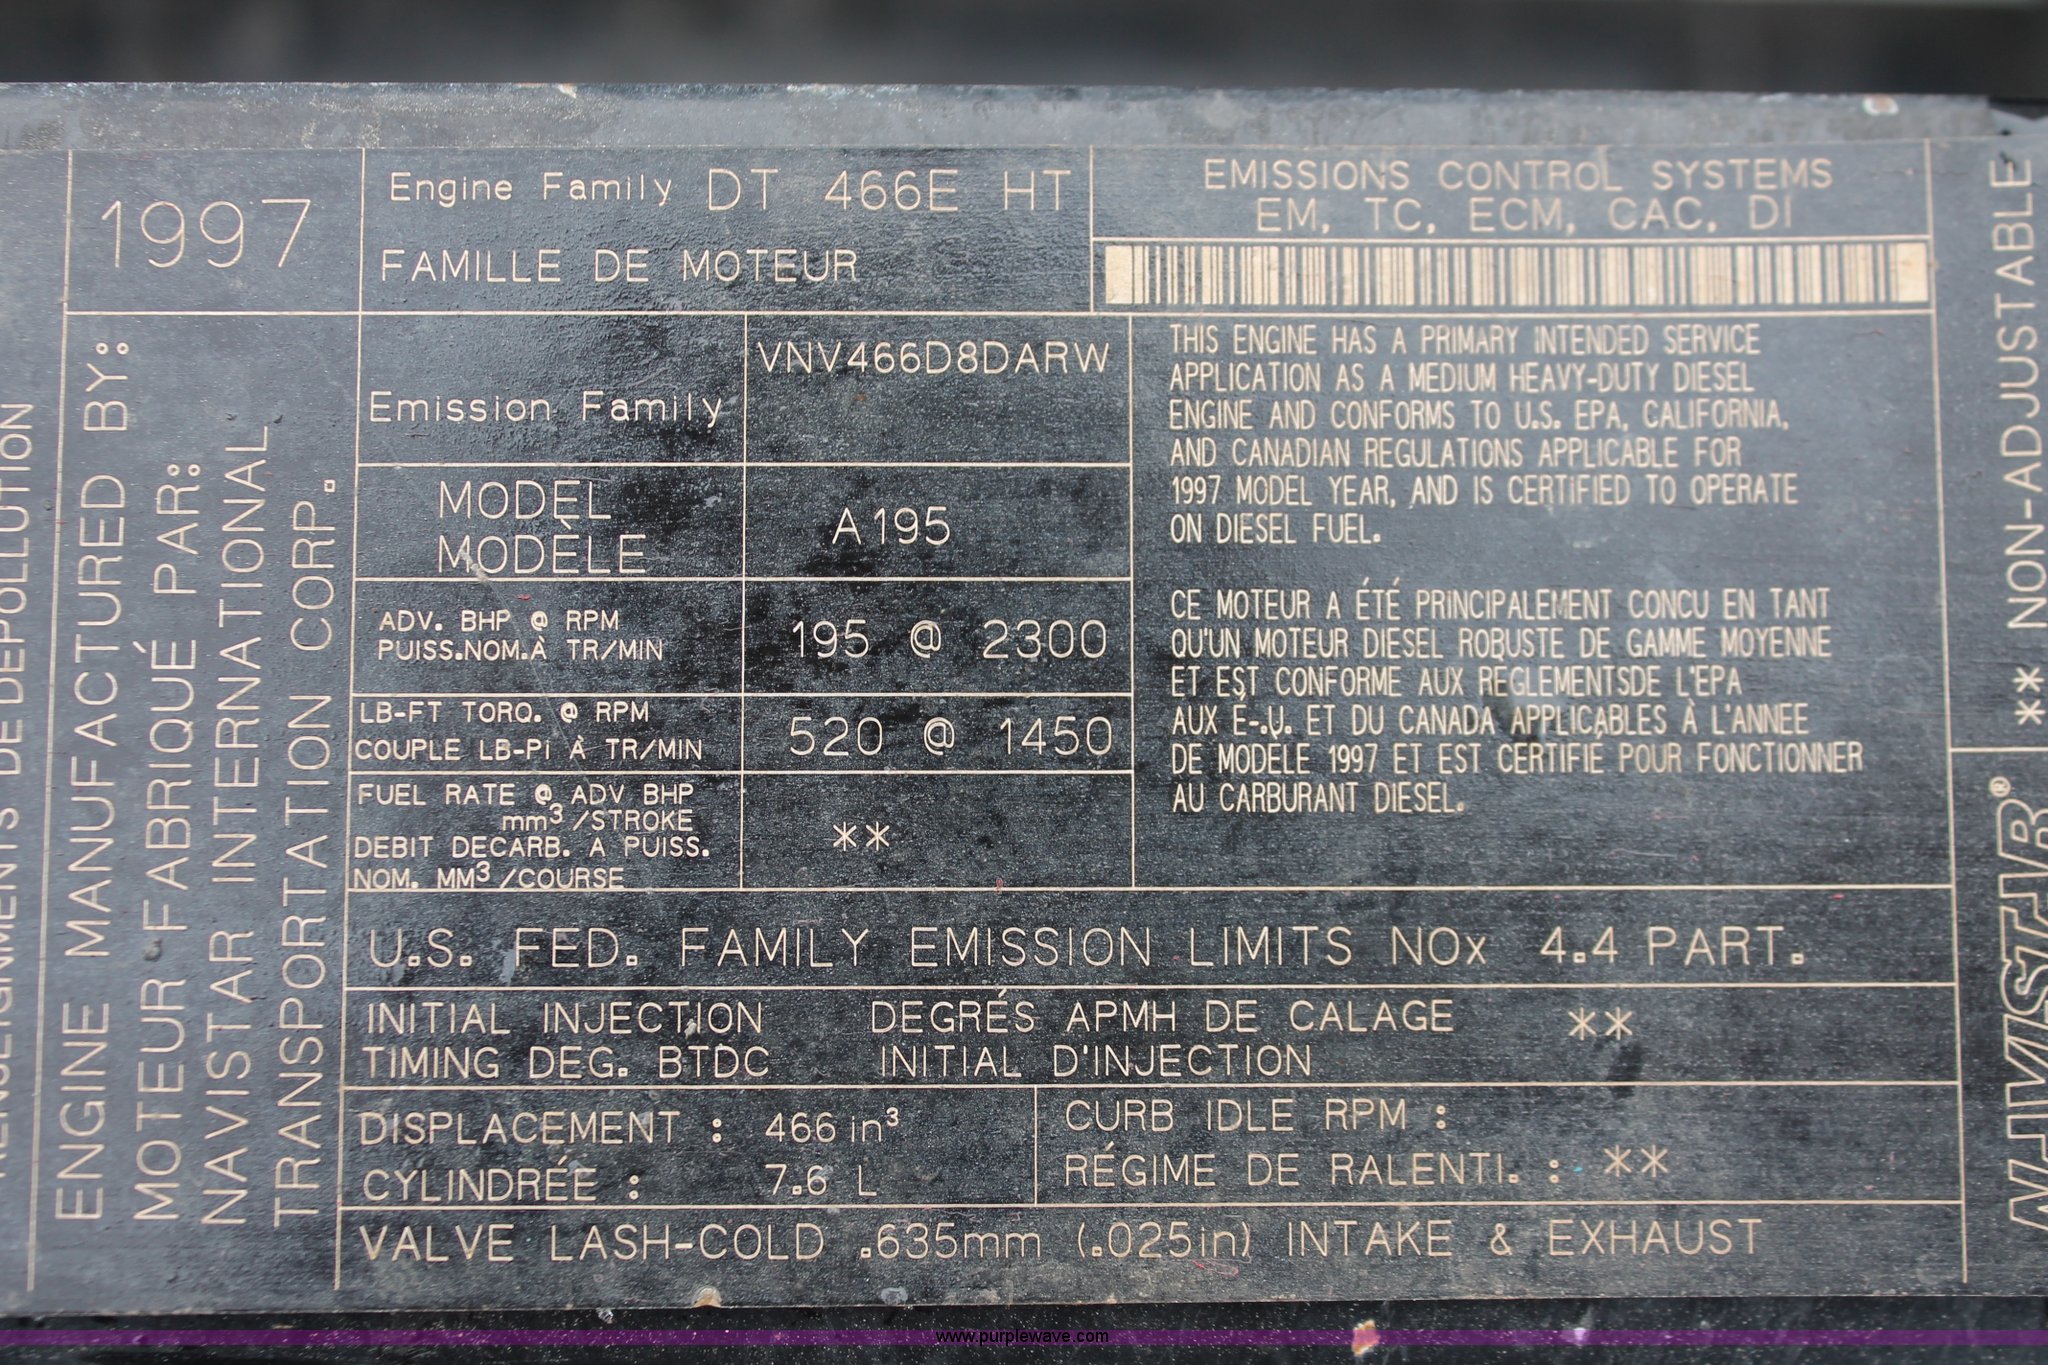 RENSEIGNEMENTS DE DEPOLLUTION
ENGINE MANUFACTURED BY:
MOTEUR FABRIQUÉ PAR:
NAVISTAR INTERNATIONAL
TRANSPORTATION CORP.
1997
Engine Family DT 466E HT
FAMILLE DE MOTEUR
EMISSIONS CONTROL SYSTEMS
EM, TC, ECM, CAC, DI
Emission Family VNV466D8DARW
MODEL
MODÈLE
A195
ADV. BHP @ RPM
PUISS.NOM.À TR/MIN
195 @ 2300
LB-FT TORQ. @ RPM
COUPLE LB-Pi À TR/MIN
520 @ 1450
FUEL RATE @ ADV BHP
mm³/STROKE
DEBIT DECARB. A PUISS.
NOM. MM³/COURSE
**
THIS ENGINE HAS A PRIMARY INTENDED SERVICE
APPLICATION AS A MEDIUM HEAVY-DUTY DIESEL
ENGINE AND CONFORMS TO U.S. EPA, CALIFORNIA,
AND CANADIAN REGULATIONS APPLICABLE FOR
1997 MODEL YEAR, AND IS CERTIFIED TO OPERATE
ON DIESEL FUEL.
CE MOTEUR A ÉTÉ PRINCIPALEMENT CONCU EN TANT
QU'UN MOTEUR DIESEL ROBUSTE DE GAMME MOYENNE
ET EST CONFORME AUX RÈGLEMENTSDE L'EPA
AUX É-.U. ET DU CANADA APPLICABLES À L'ANNEE
DE MODÈLE 1997 ET EST CERTIFIÉ POUR FONCTIONNER
AU CARBURANT DIESEL.
U.S. FED. FAMILY EMISSION LIMITS NOx 4.4 PART.
INITIAL INJECTION
TIMING DEG. BTDC
DEGRÉS APMH DE CALAGE
INITIAL D'INJECTION
**
DISPLACEMENT : 466 in³
CYLINDRÉE : 7.6 L
CURB IDLE RPM :
RÉGIME DE RALENTI. : **
VALVE LASH-COLD .635mm (.025in) INTAKE & EXHAUST
** NON-ADJUSTABLE
NAVISTAR®
www.purplewave.com